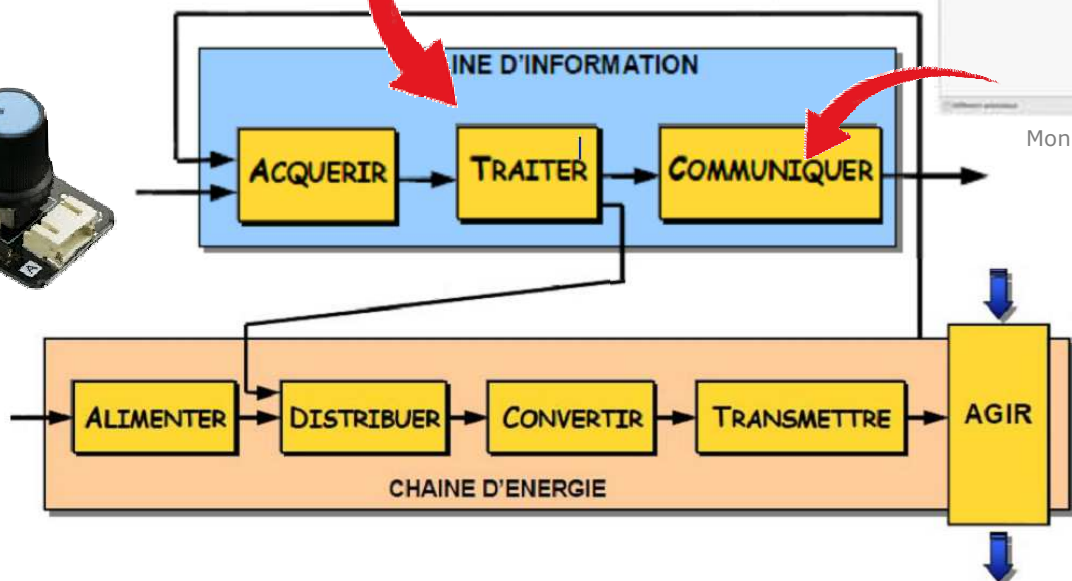 INE D'INFORMATION
ACQUERIR
TRAITER
COMMUNIQUER
Mon
ALIMENTER
DISTRIBUER
CONVERTIR
TRANSMETTRE
AGIR
CHAINE D'ENERGIE
A